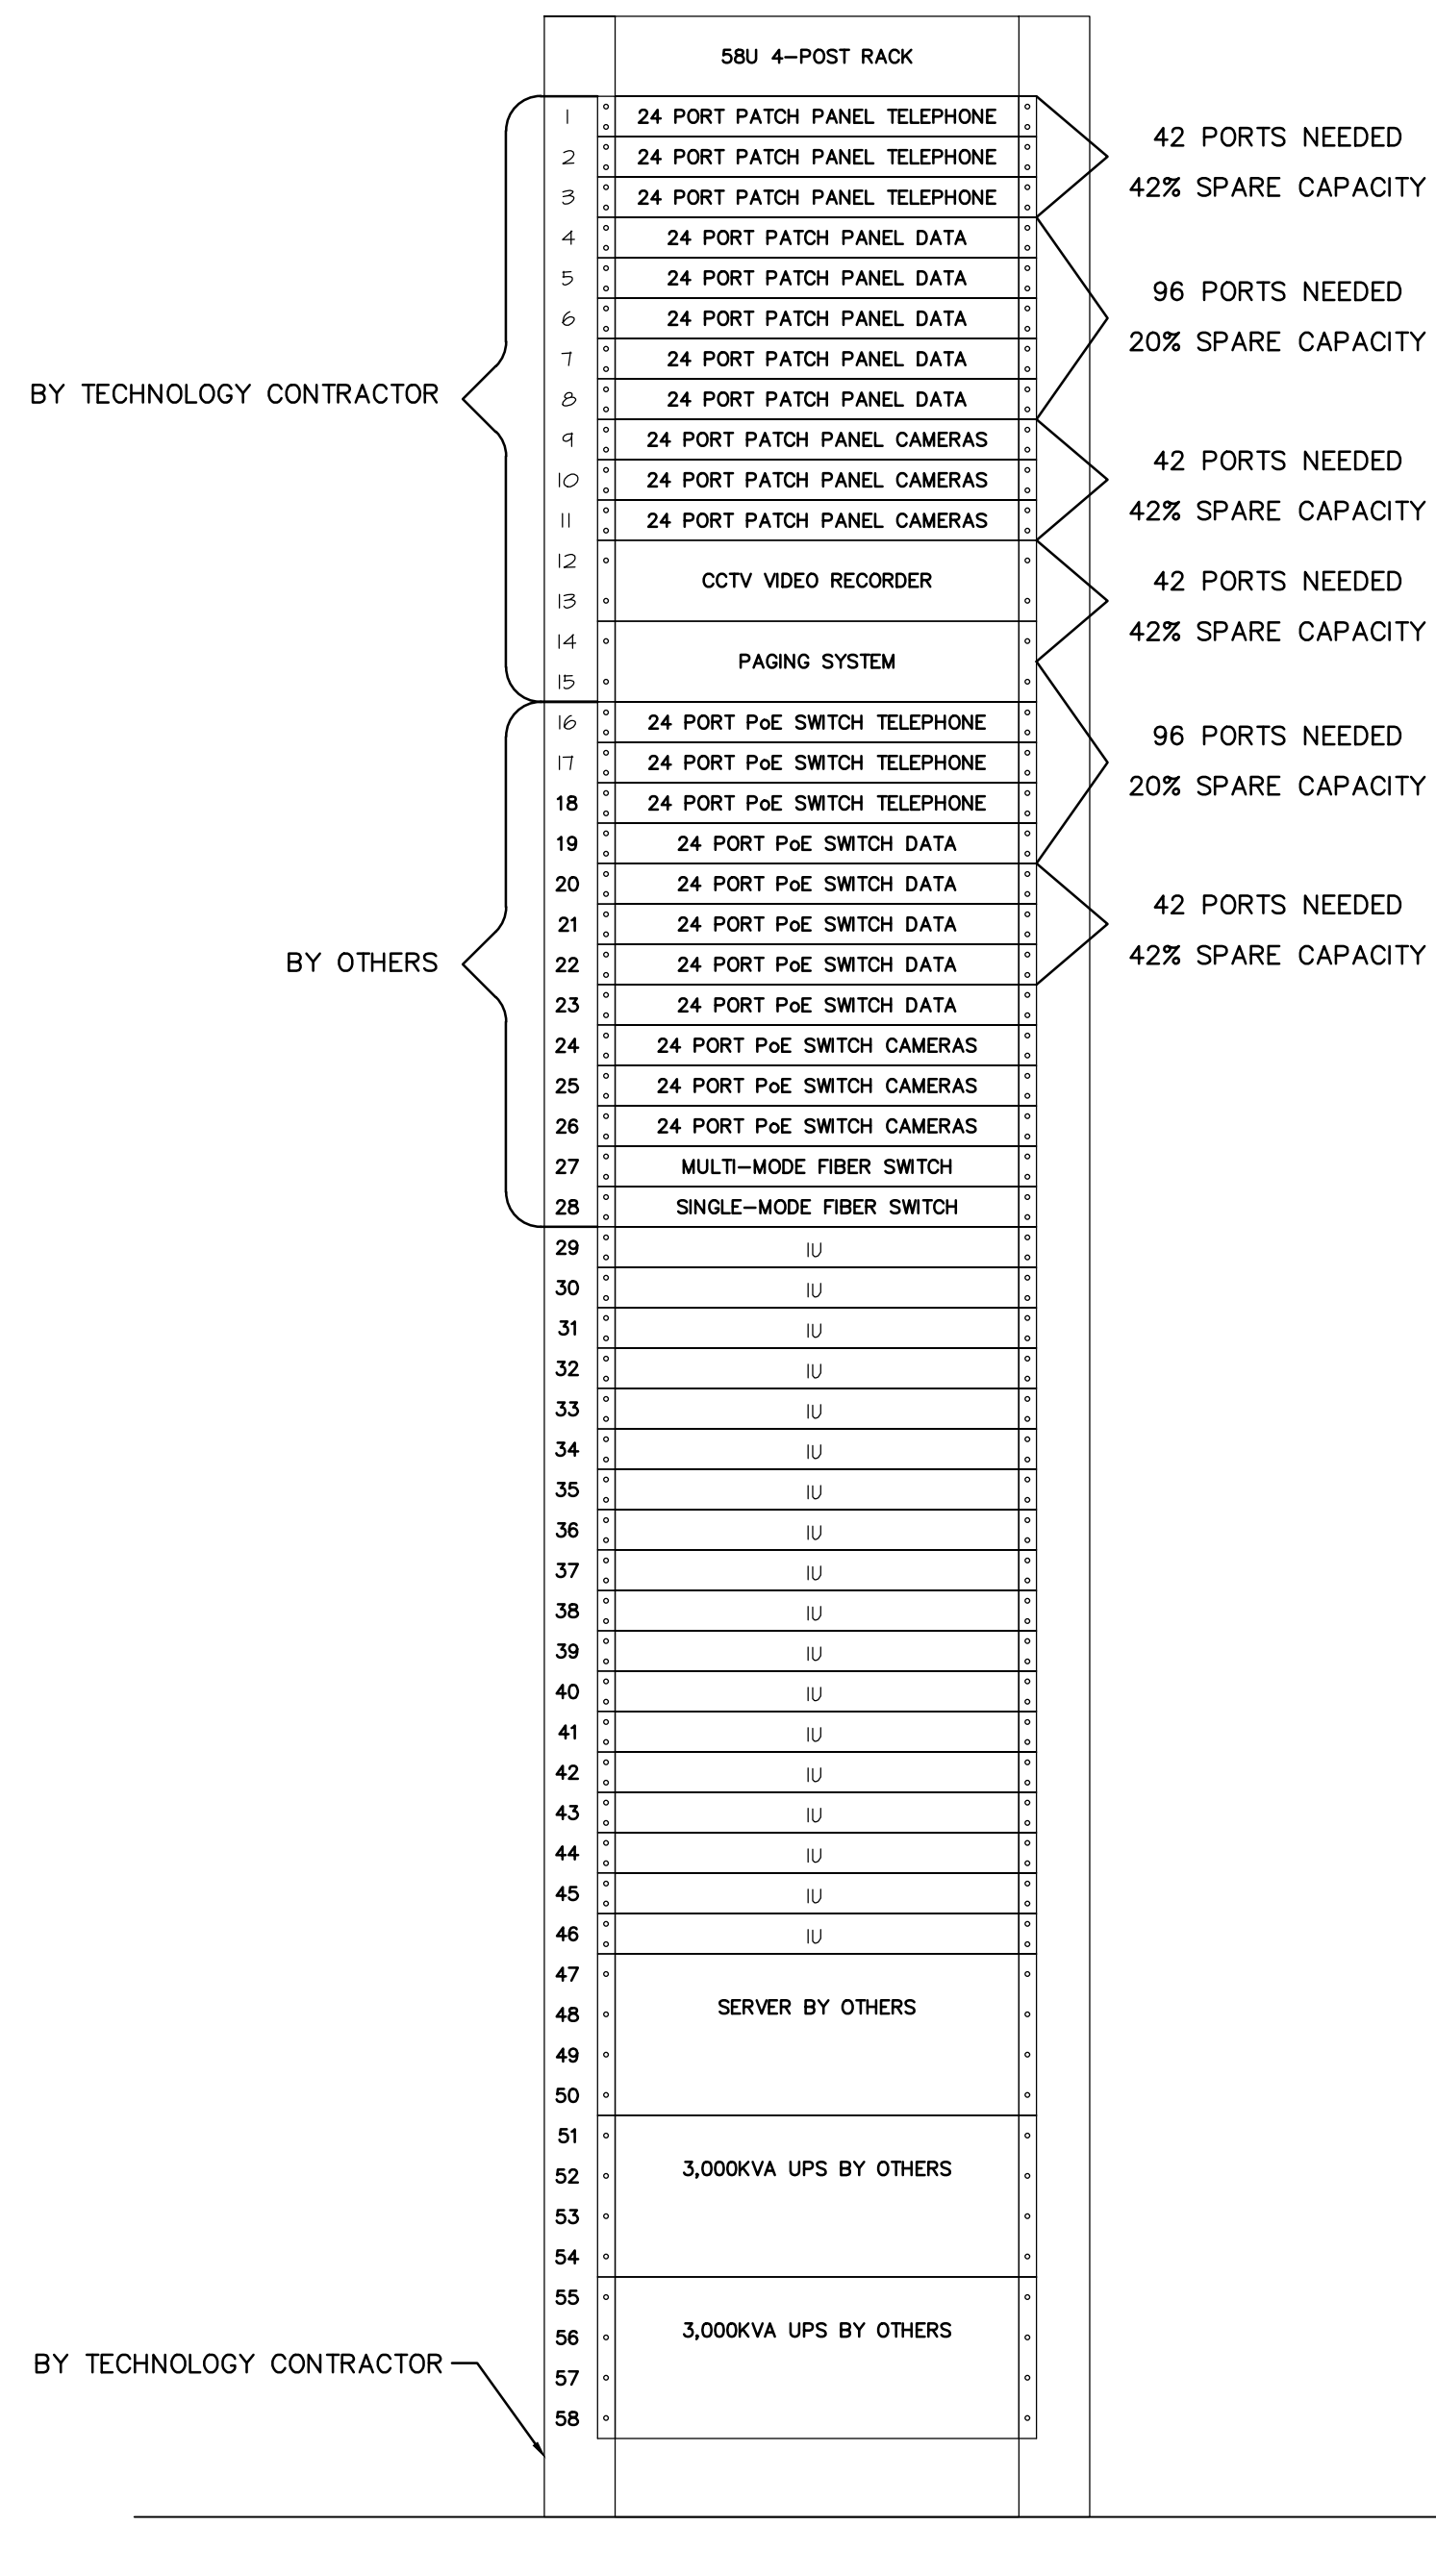 58U 4-POST RACK
1 24 PORT PATCH PANEL TELEPHONE
42 PORTS NEEDED
2 24 PORT PATCH PANEL TELEPHONE
42% SPARE CAPACITY
3 24 PORT PATCH PANEL TELEPHONE
4 24 PORT PATCH PANEL DATA
5 24 PORT PATCH PANEL DATA
96 PORTS NEEDED
6 24 PORT PATCH PANEL DATA
20% SPARE CAPACITY
7 24 PORT PATCH PANEL DATA
BY TECHNOLOGY CONTRACTOR
8 24 PORT PATCH PANEL DATA
9 24 PORT PATCH PANEL CAMERAS
42 PORTS NEEDED
10 24 PORT PATCH PANEL CAMERAS
42% SPARE CAPACITY
11 24 PORT PATCH PANEL CAMERAS
12
CCTV VIDEO RECORDER
42 PORTS NEEDED
13
42% SPARE CAPACITY
14
PAGING SYSTEM
15
16 24 PORT PoE SWITCH TELEPHONE
96 PORTS NEEDED
17 24 PORT PoE SWITCH TELEPHONE
20% SPARE CAPACITY
18 24 PORT PoE SWITCH TELEPHONE
19 24 PORT PoE SWITCH DATA
20 24 PORT PoE SWITCH DATA
42 PORTS NEEDED
21 24 PORT PoE SWITCH DATA
42% SPARE CAPACITY
BY OTHERS
22 24 PORT PoE SWITCH DATA
23 24 PORT PoE SWITCH DATA
24 24 PORT PoE SWITCH CAMERAS
25 24 PORT PoE SWITCH CAMERAS
26 24 PORT PoE SWITCH CAMERAS
27 MULTI-MODE FIBER SWITCH
28 SINGLE-MODE FIBER SWITCH
29 1U
30 1U
31 1U
32 1U
33 1U
34 1U
35 1U
36 1U
37 1U
38 1U
39 1U
40 1U
41 1U
42 1U
43 1U
44 1U
45 1U
46 1U
47
48 SERVER BY OTHERS
49
50
51
52 3,000KVA UPS BY OTHERS
53
54
55
56 3,000KVA UPS BY OTHERS
BY TECHNOLOGY CONTRACTOR
57
58